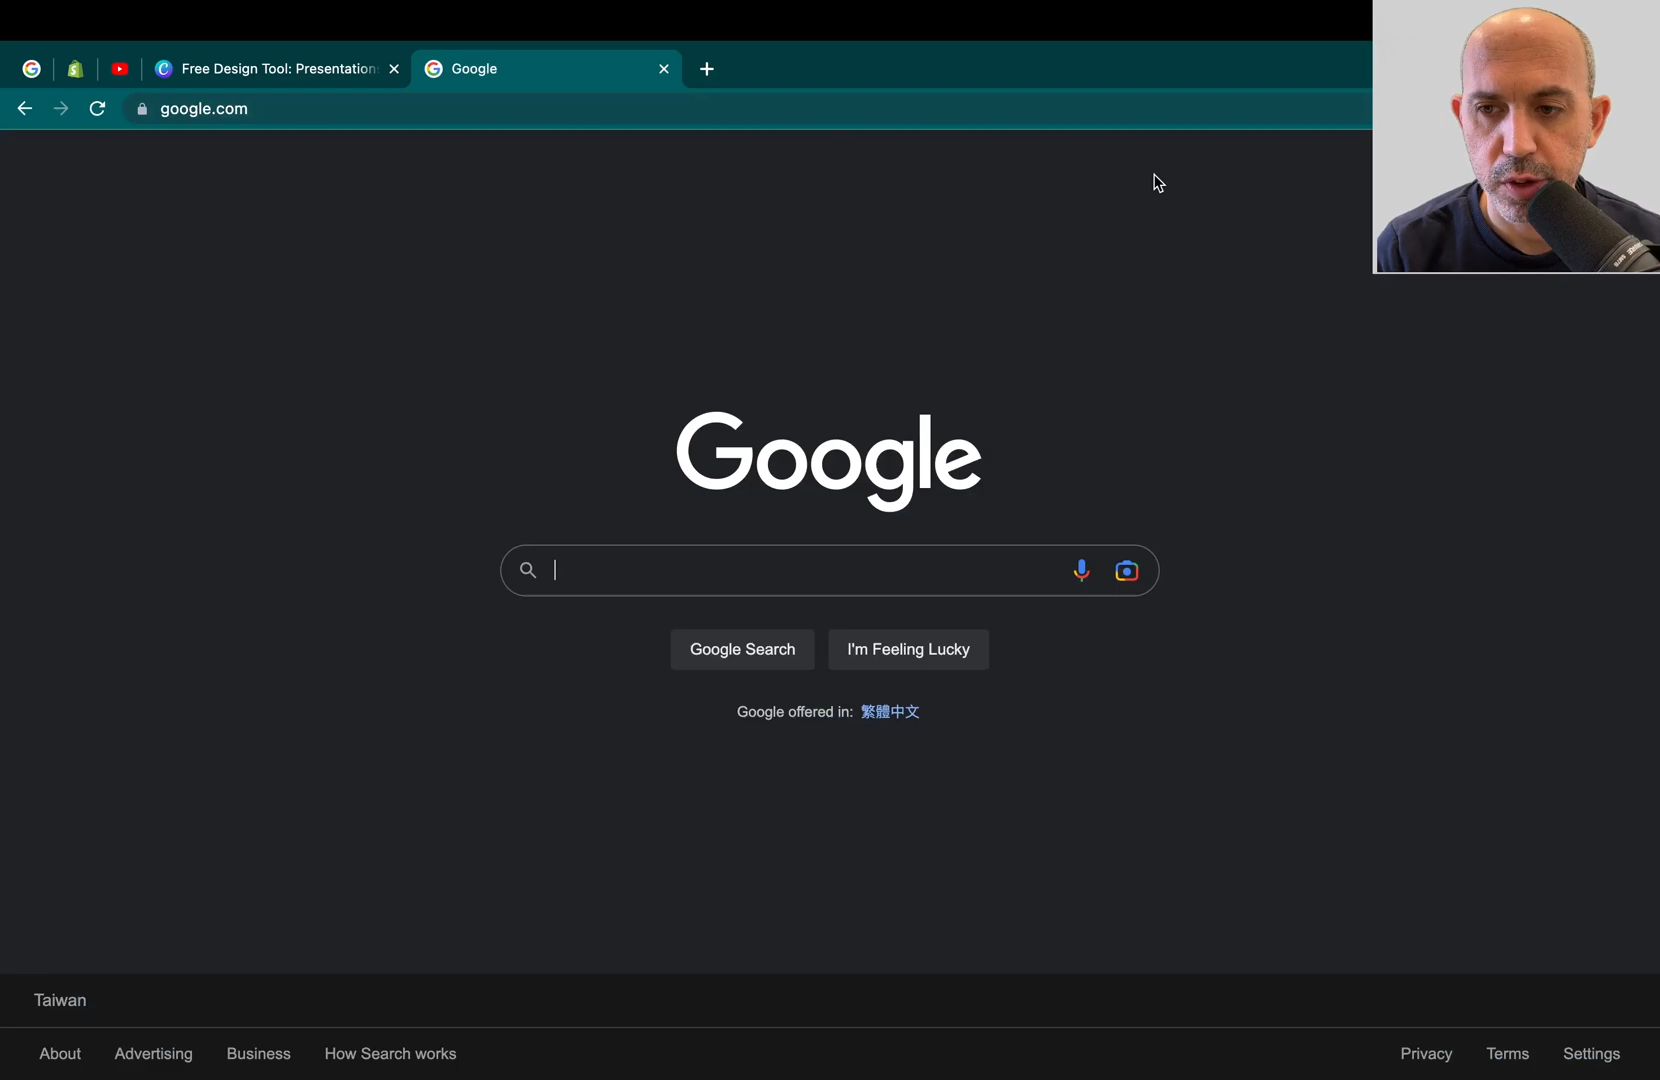 Free Design Tool: Presentation
Google
google.com
Google
Google Search
I'm Feeling Lucky
Google offered in: 繁體中文
Taiwan
About
Advertising
Business
How Search works
Privacy
Terms
Settings